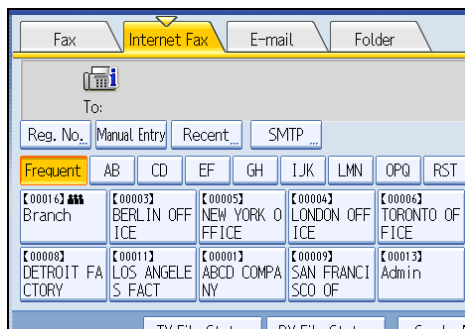 Fax Internet Fax E-mail Folder
To:
Reg. No. Manual Entry Recent SMTP
Frequent AB CD EF GH IJK LMN OPQ RST
【00016】 【00003】 【00005】 【00004】 【00006】
Branch BERLIN OFF NEW YORK O LONDON OFF TORONTO OF
ICE FFICE ICE FICE
【00008】 【00011】 【00001】 【00009】 【00013】
DETROIT FA LOS ANGELE ABCD COMPA SAN FRANCI Admin
CTORY S FACT NY SCO OF